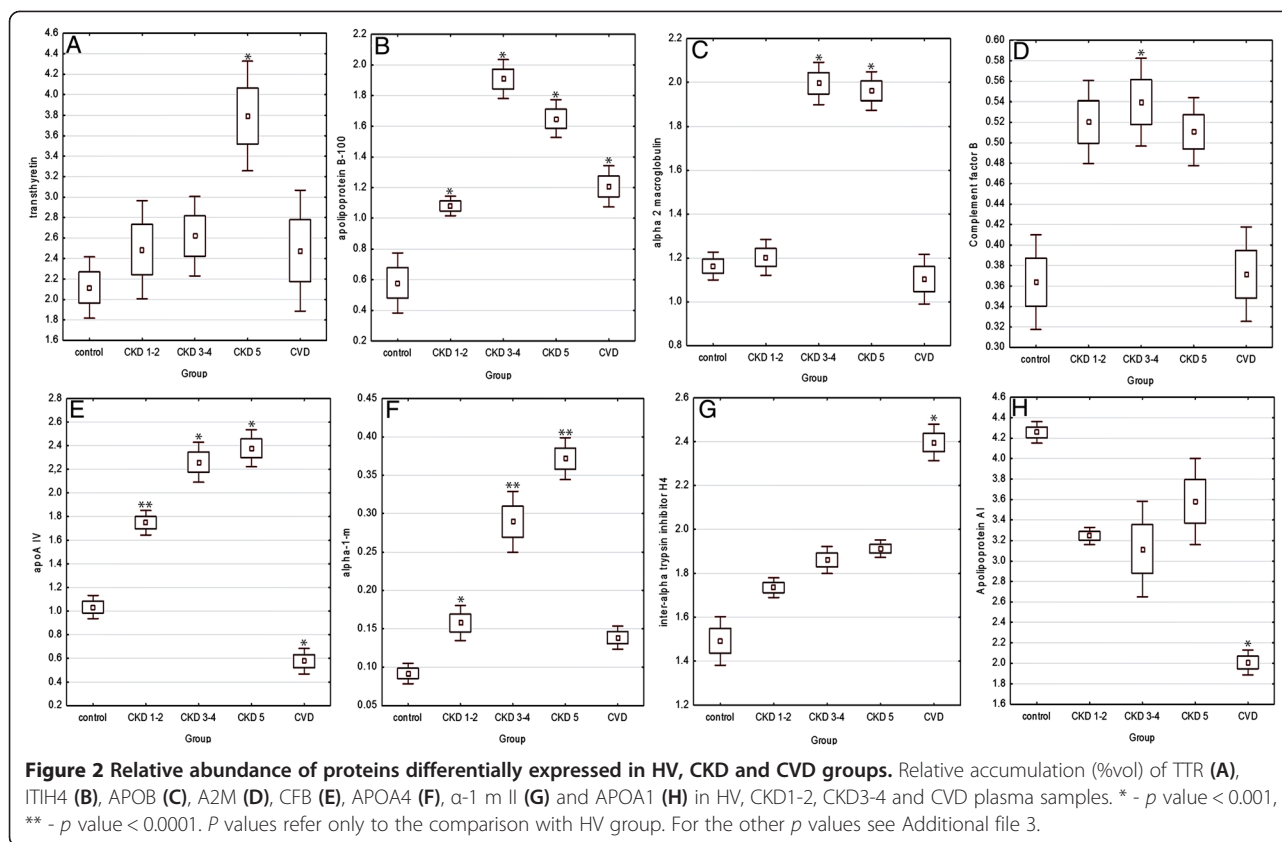 A
transthyretin
4.6
4.4
4.2
4.0
3.8
3.6
3.4
3.2
3.0
2.8
2.6
2.4
2.2
2.0
1.8
1.6
*
control CKD 1-2 CKD 3-4 CKD 5 CVD
Group
B
apolipoprotein B-100
2.2
2.0
1.8
1.6
1.4
1.2
1.0
0.8
0.6
0.4
0.2
* * * *
control CKD 1-2 CKD 3-4 CKD 5 CVD
Group
C
alpha 2 macroglobulin
2.2
2.0
1.8
1.6
1.4
1.2
1.0
0.8
* *
control CKD 1-2 CKD 3-4 CKD 5 CVD
Group
D
Complement factor B
0.60
0.58
0.56
0.54
0.52
0.50
0.48
0.46
0.44
0.42
0.40
0.38
0.36
0.34
0.32
0.30
*
control CKD 1-2 CKD 3-4 CKD 5 CVD
Group
E
apoA IV
2.8
2.6
2.4
2.2
2.0
1.8
1.6
1.4
1.2
1.0
0.8
0.6
0.4
0.2
** * * *
control CKD 1-2 CKD 3-4 CKD 5 CVD
Group
F
alpha-1-m
0.45
0.40
0.35
0.30
0.25
0.20
0.15
0.10
0.05
* ** **
control CKD 1-2 CKD 3-4 CKD 5 CVD
Group
G
inter-alpha trypsin inhibitor H4
2.6
2.4
2.2
2.0
1.8
1.6
1.4
1.2
*
control CKD 1-2 CKD 3-4 CKD 5 CVD
Group
H
Apolipoprotein AI
4.6
4.4
4.2
4.0
3.8
3.6
3.4
3.2
3.0
2.8
2.6
2.4
2.2
2.0
1.8
1.6
*
control CKD 1-2 CKD 3-4 CKD 5 CVD
Group
Figure 2 Relative abundance of proteins differentially expressed in HV, CKD and CVD groups. Relative accumulation (%vol) of TTR (A),
ITIH4 (B), APOB (C), A2M (D), CFB (E), APOA4 (F), α-1 m II (G) and APOA1 (H) in HV, CKD1-2, CKD3-4 and CVD plasma samples. * - p value < 0.001,
** - p value < 0.0001. P values refer only to the comparison with HV group. For the other p values see Additional file 3.